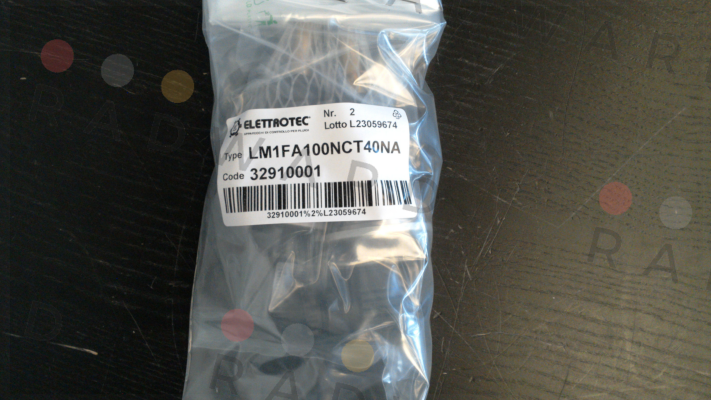 ELETTROTEC
Nr. 2
Lotto L23059674
Type LM1FA100NCT40NA
Code 32910001
32910001%2%L23059674